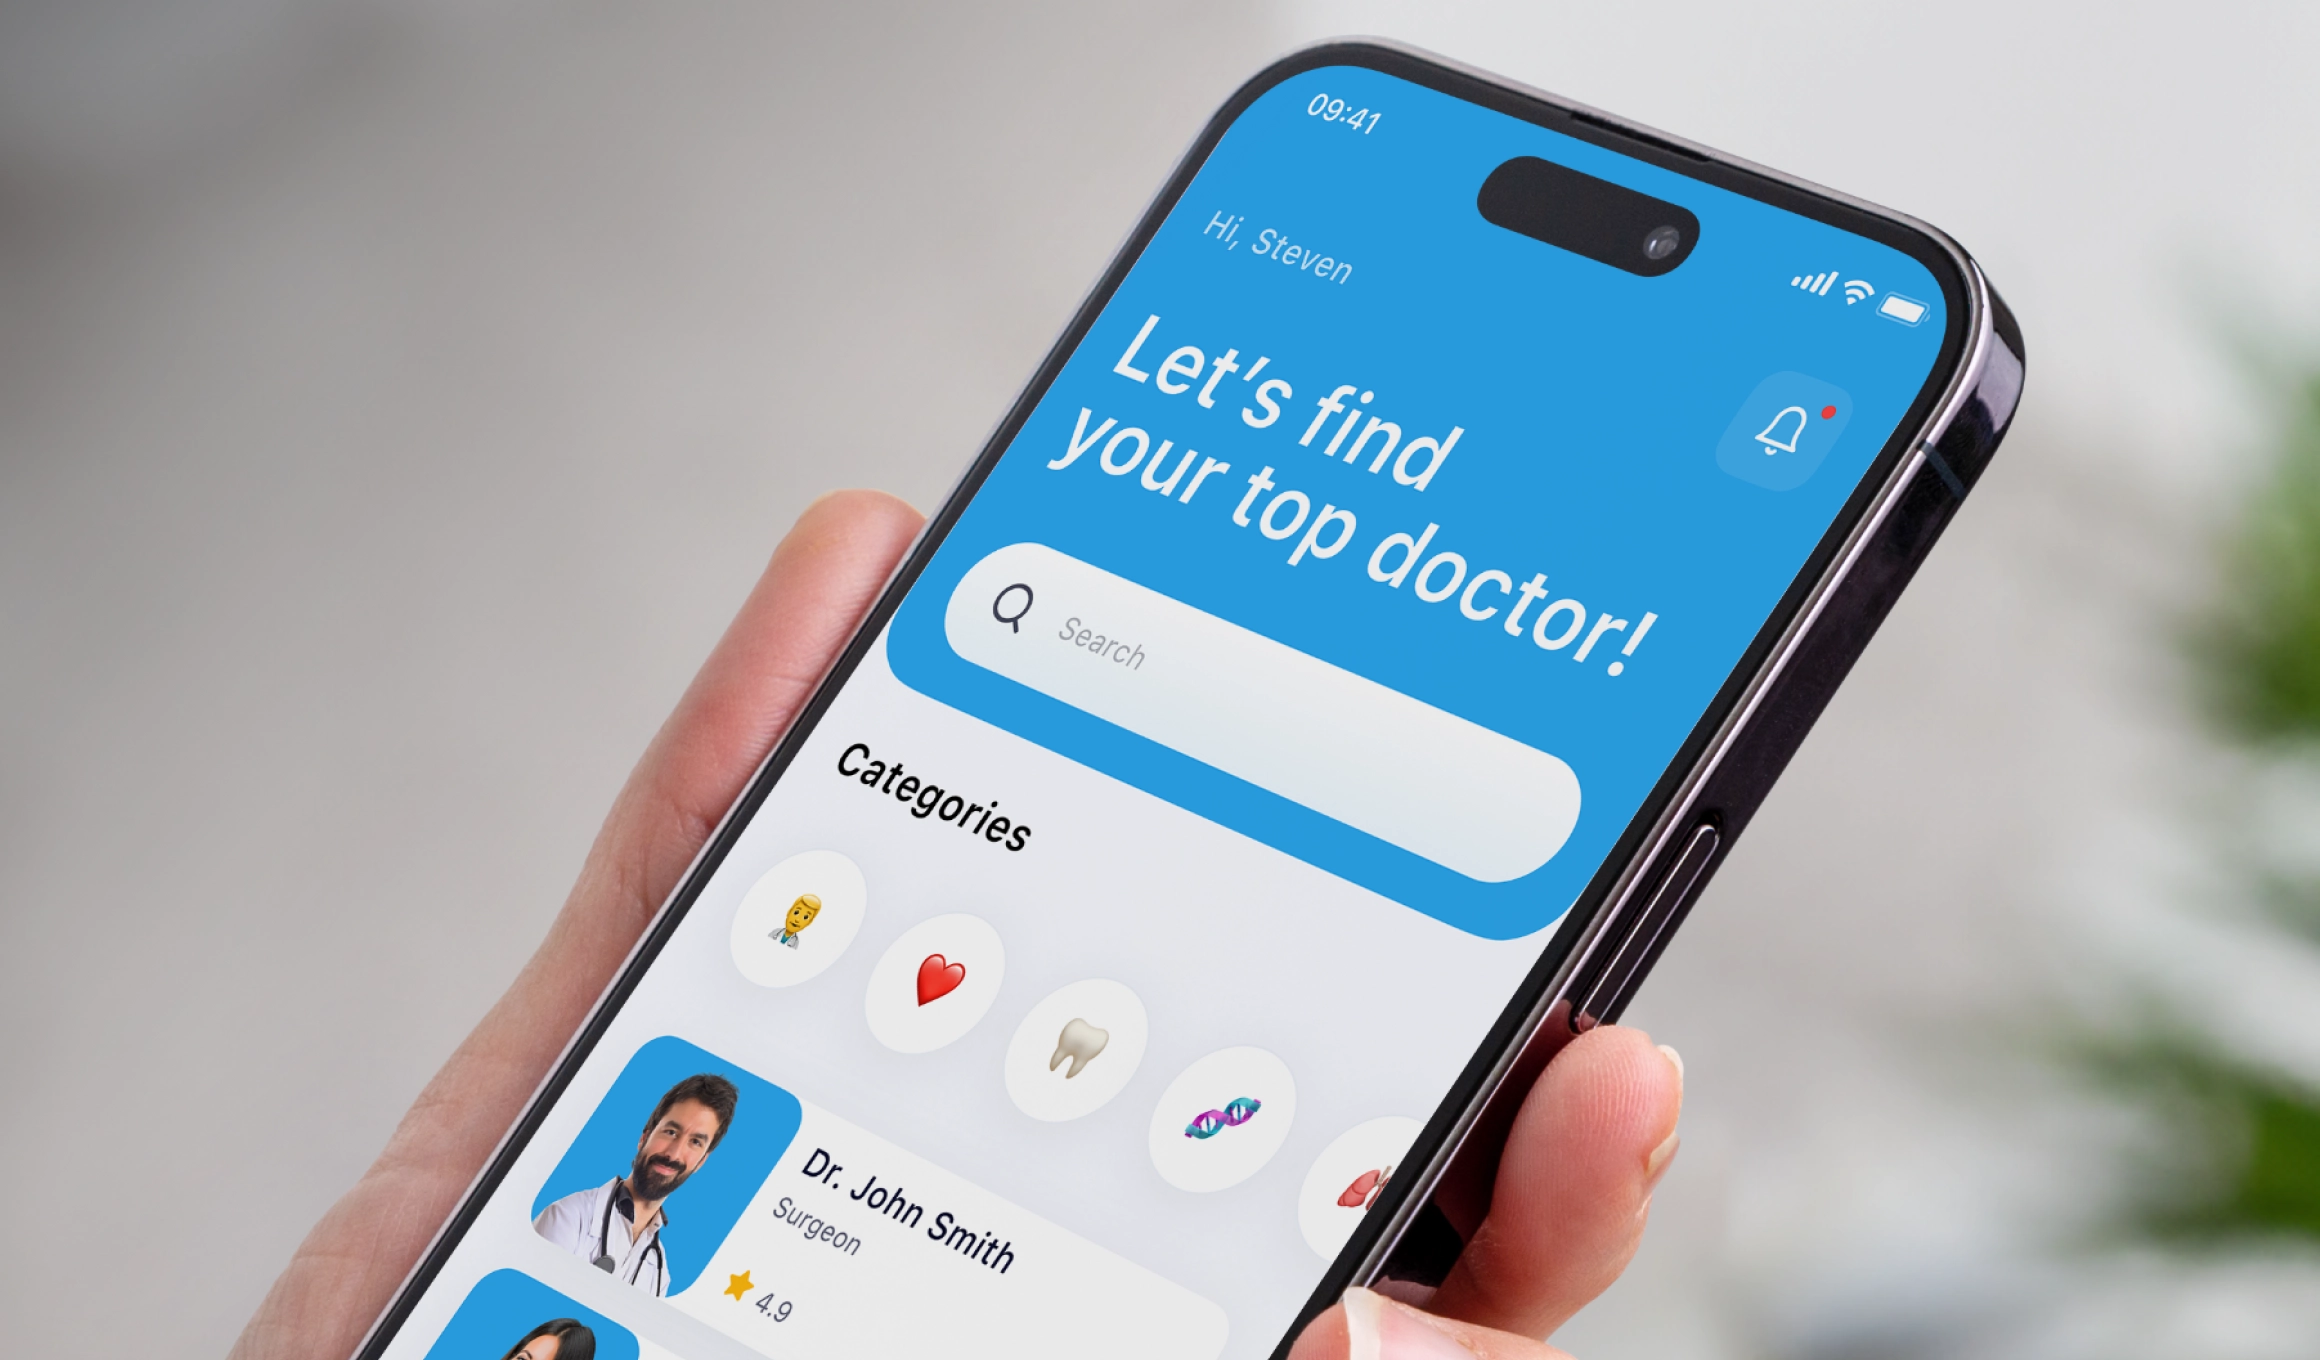 09:41
Hi, Steven
Let's find
your top doctor!
Search
Categories
Dr. John Smith
Surgeon
4.9